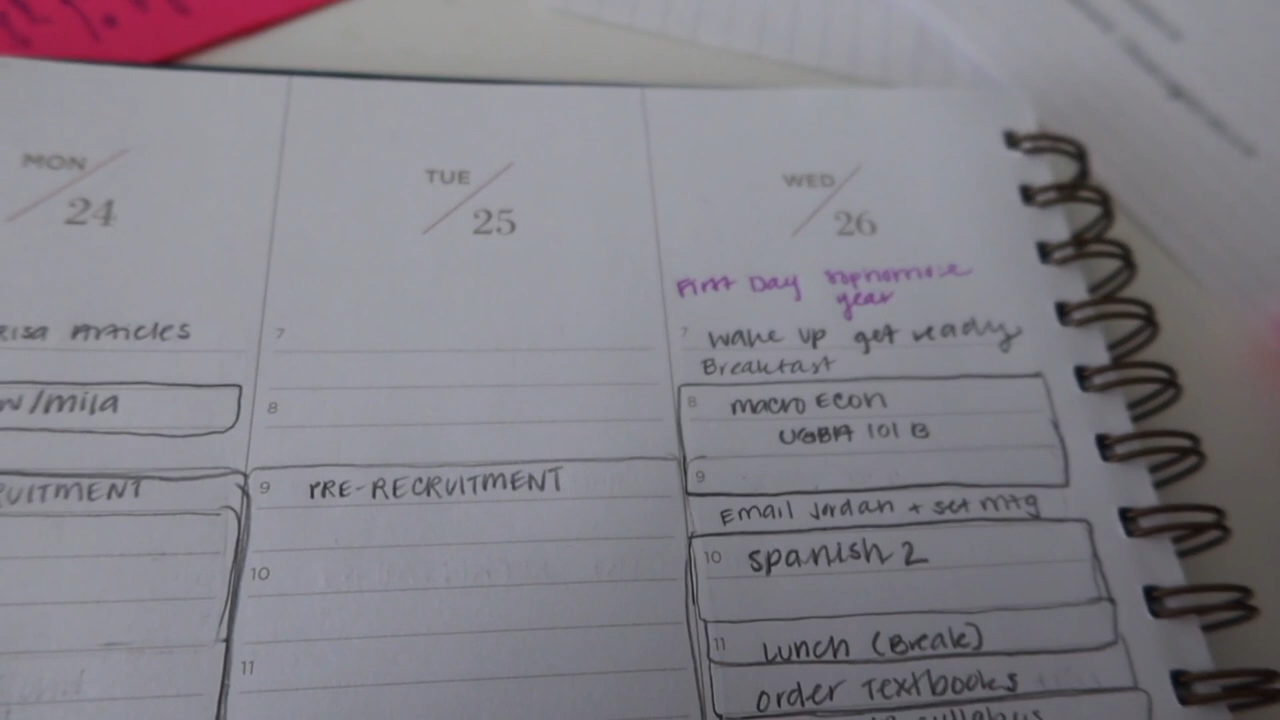 MON
24
Articles
w/mila
TUE
25
7
8
9 PRE-RECRUITMENT
10
11
WED
26
First Day sophomore
year
7 wake up get ready
Breakfast
8 macro Econ
UGBA 101 B
9
Email Jordan + set mtg
10 spanish 2
11 Lunch (Break)
order Textbooks
syllabus